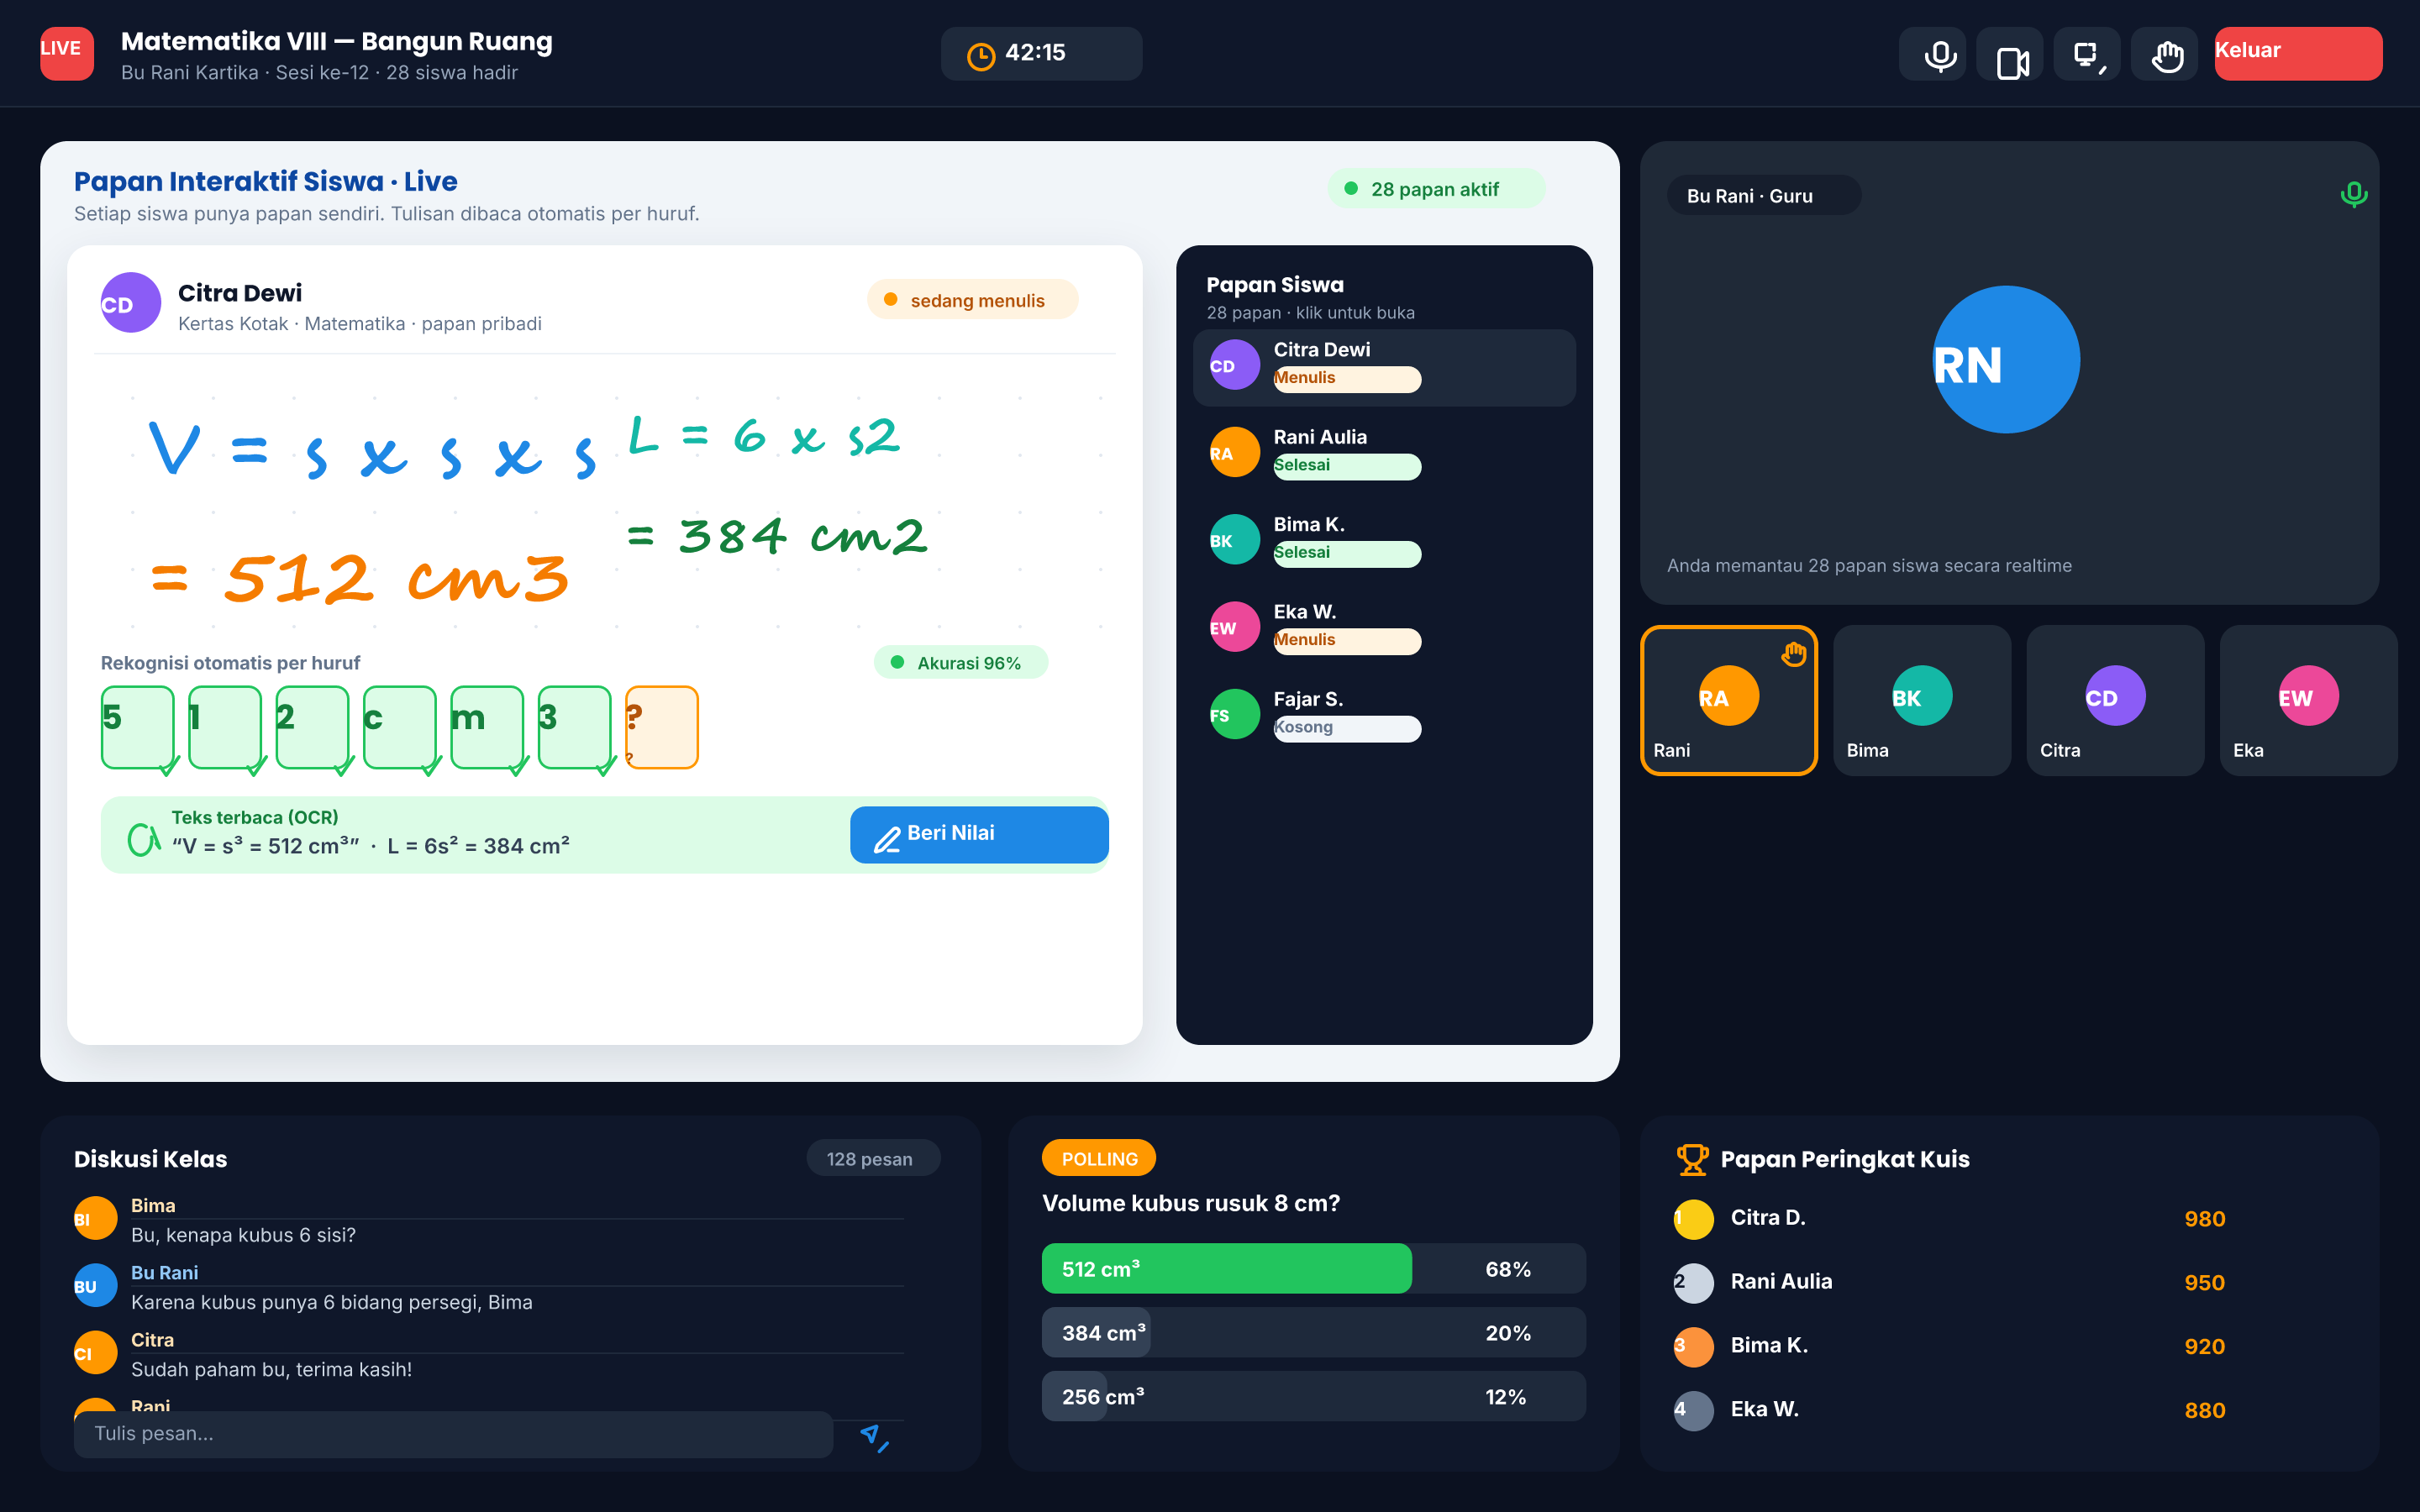 LIVE
Matematika VIII — Bangun Ruang
Bu Rani Kartika · Sesi ke-12 · 28 siswa hadir
42:15
Keluar
Papan Interaktif Siswa · Live
Setiap siswa punya papan sendiri. Tulisan dibaca otomatis per huruf.
28 papan aktif
CD
Citra Dewi
Kertas Kotak · Matematika · papan pribadi
sedang menulis
V = s x s x s
L = 6 x s2
= 384 cm2
= 512 cm3
Rekognisi otomatis per huruf
Akurasi 96%
5 1 2 c m 3 ?
?
Teks terbaca (OCR)
“V = s³ = 512 cm³” · L = 6s² = 384 cm²
Beri Nilai
Papan Siswa
28 papan · klik untuk buka
CD
Citra Dewi
Menulis
RA
Rani Aulia
Selesai
BK
Bima K.
Selesai
EW
Eka W.
Menulis
FS
Fajar S.
Kosong
Bu Rani · Guru
RN
Anda memantau 28 papan siswa secara realtime
RA
Rani
BK
Bima
CD
Citra
EW
Eka
Diskusi Kelas
128 pesan
BI
Bima
Bu, kenapa kubus 6 sisi?
BU
Bu Rani
Karena kubus punya 6 bidang persegi, Bima
CI
Citra
Sudah paham bu, terima kasih!
Rani
Tulis pesan...
POLLING
Volume kubus rusuk 8 cm?
512 cm³ 68%
384 cm³ 20%
256 cm³ 12%
Papan Peringkat Kuis
1 Citra D. 980
2 Rani Aulia 950
3 Bima K. 920
4 Eka W. 880